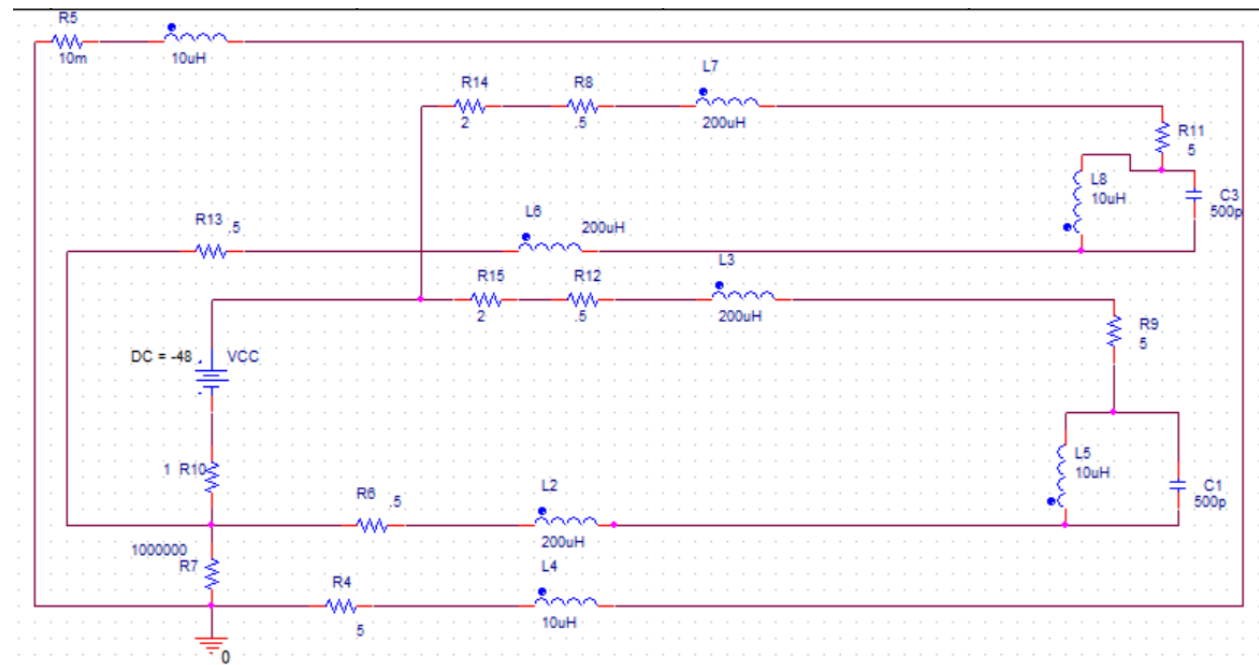 R5
10m
10uH
R14
2
R8
.5
L7
200uH
R11
5
L8
10uH
C3
500p
R13
.5
L6
200uH
R15
2
R12
.5
L3
200uH
R9
5
DC = -48
VCC
1 R10
R6
.5
L2
200uH
L5
10uH
C1
500p
1000000
R7
R4
5
L4
10uH
0